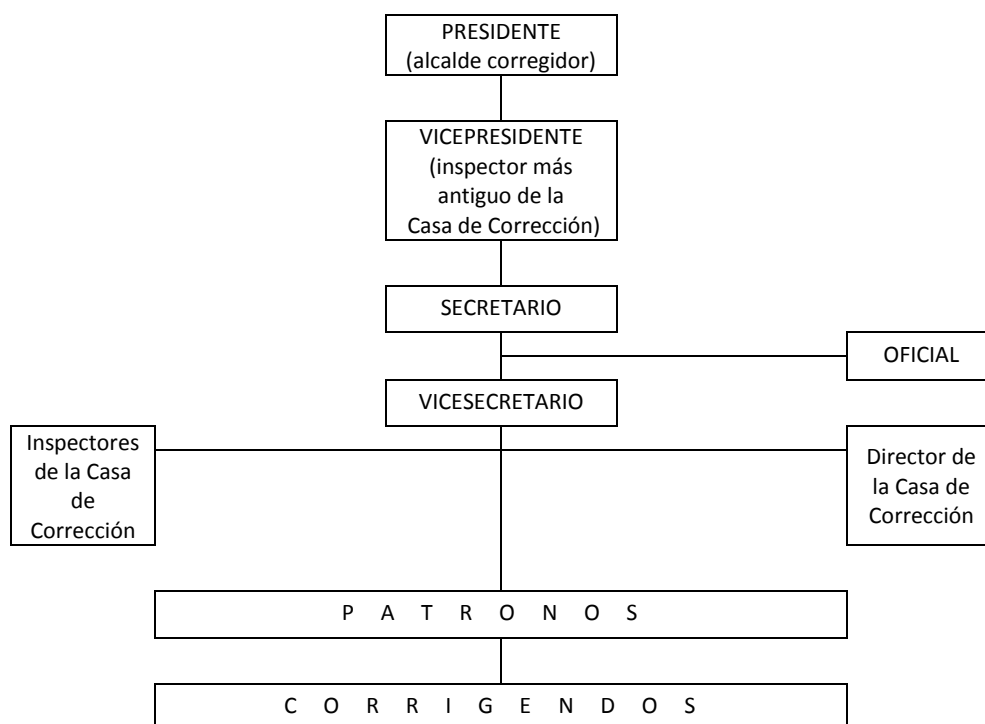 PRESIDENTE
(alcalde corregidor)
VICEPRESIDENTE
(inspector más
antiguo de la
Casa de Corrección)
SECRETARIO
OFICIAL
VICESECRETARIO
Inspectores
de la Casa
de
Corrección
Director de
la Casa de
Corrección
P A T R O N O S
C O R R I G E N D O S